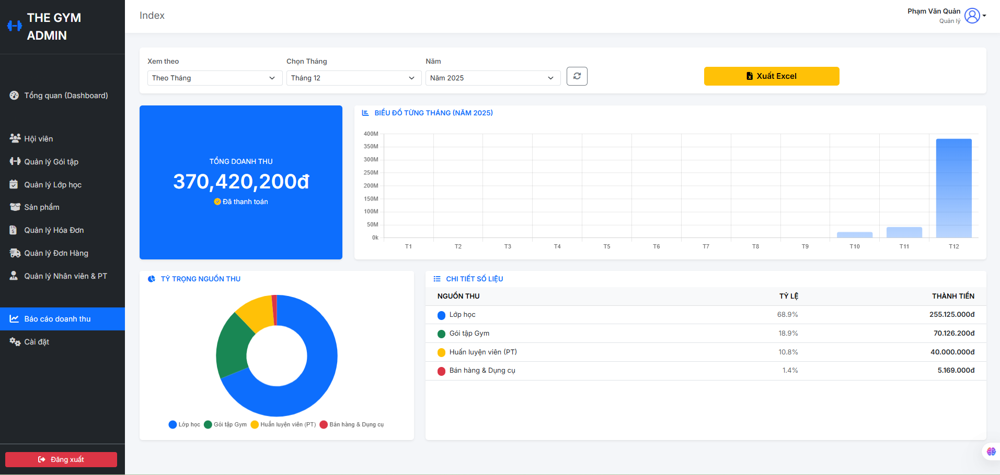 THE GYM
ADMIN
Index
Phạm Văn Quản
Quản lý
Tổng quan (Dashboard)
Hội viên
Quản lý Gói tập
Quản lý Lớp học
Sản phẩm
Quản lý Hóa Đơn
Quản lý Đơn Hàng
Quản lý Nhân viên & PT
Báo cáo doanh thu
Cài đặt
Đăng xuất
Xem theo
Chọn Tháng
Năm
Theo Tháng
Tháng 12
Năm 2025
Xuất Excel
TỔNG DOANH THU
370,420,200đ
Đã thanh toán
BIỂU ĐỒ TỪNG THÁNG (NĂM 2025)
400M
350M
300M
250M
200M
150M
100M
50M
0k
T1 T2 T3 T4 T5 T6 T7 T8 T9 T10 T11 T12
TỶ TRỌNG NGUỒN THU
Lớp học Gói tập Gym Huấn luyện viên (PT) Bán hàng & Dụng cụ
CHI TIẾT SỐ LIỆU
NGUỒN THU TỶ LỆ THÀNH TIỀN
Lớp học 68.9% 255.125.000đ
Gói tập Gym 18.9% 70.126.200đ
Huấn luyện viên (PT) 10.8% 40.000.000đ
Bán hàng & Dụng cụ 1.4% 5.169.000đ